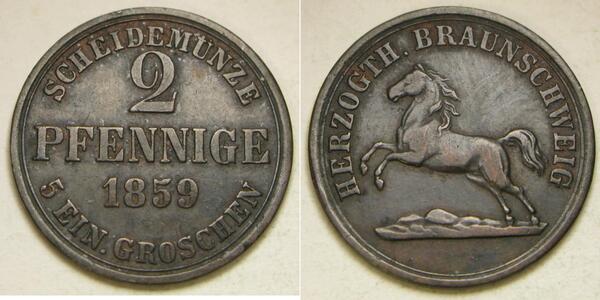 SCHEIDEMÜNZE
2
PFENNIGE
1859
5 EIN. GROSCHEN
HERZOGTH. BRAUNSCHWEIG